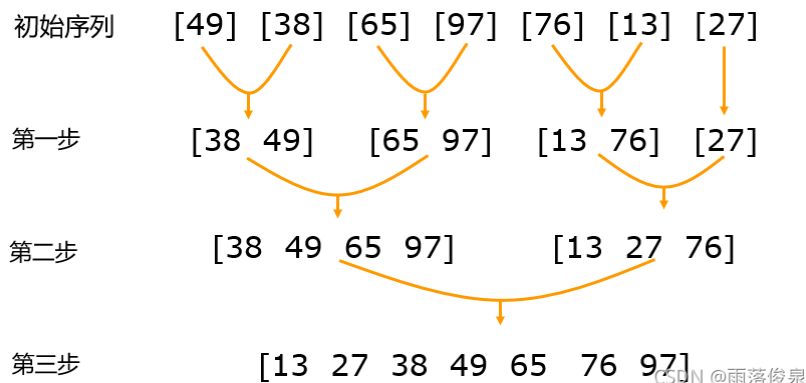 初始序列 [49] [38] [65] [97] [76] [13] [27]
第一步 [38 49] [65 97] [13 76] [27]
第二步 [38 49 65 97] [13 27 76]
第三步 [13 27 38 49 65 76 97]
CSDN @雨落俊泉